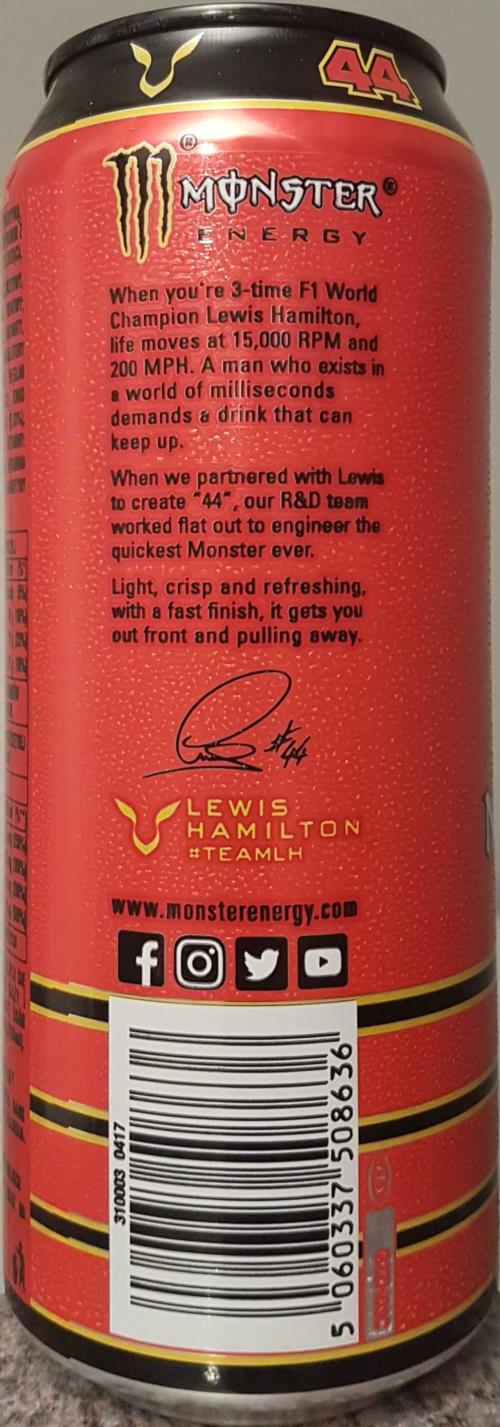 44
MONSTER
ENERGY
When you're 3-time F1 World
Champion Lewis Hamilton,
life moves at 15,000 RPM and
200 MPH. A man who exists in
a world of milliseconds
demands a drink that can
keep up.
When we partnered with Lewis
to create "44", our R&D team
worked flat out to engineer the
quickest Monster ever.
Light, crisp and refreshing,
with a fast finish, it gets you
out front and pulling away.
#44
LEWIS
HAMILTON
#TEAMLH
www.monsterenergy.com
310003 0417
5 060337 508636